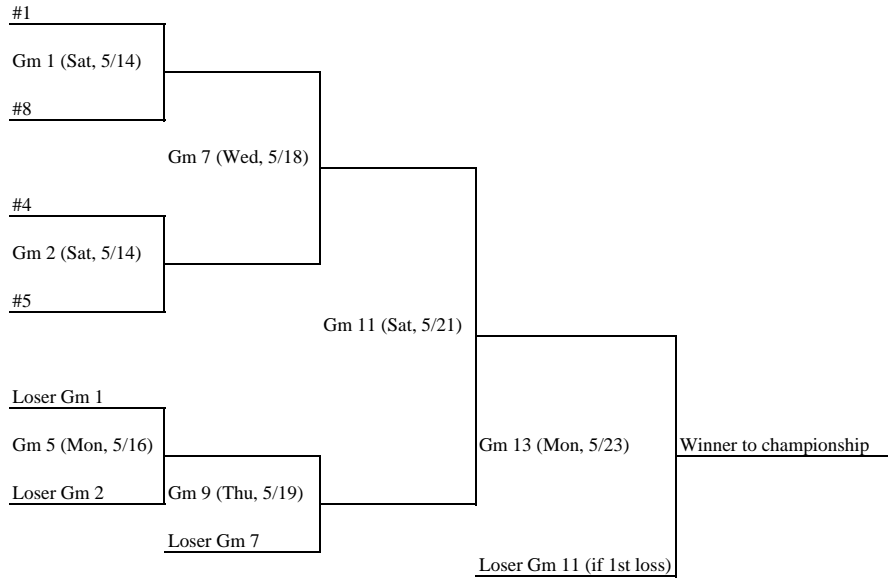 #1
Gm 1 (Sat, 5/14)
#8
Gm 7 (Wed, 5/18)
#4
Gm 2 (Sat, 5/14)
#5
Gm 11 (Sat, 5/21)
Loser Gm 1
Gm 5 (Mon, 5/16)
Gm 13 (Mon, 5/23)
Winner to championship
Loser Gm 2
Gm 9 (Thu, 5/19)
Loser Gm 7
Loser Gm 11 (if 1st loss)